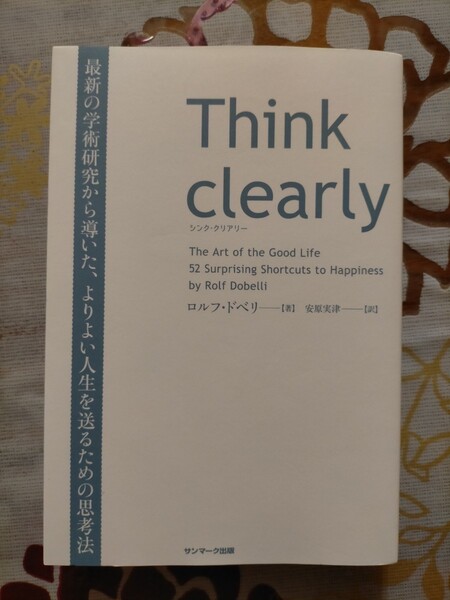 最新の学術研究から導いた、よりよい人生を送るための思考法
Think
clearly
シンク・クリアリー
The Art of the Good Life
52 Surprising Shortcuts to Happiness
by Rolf Dobelli
ロルフ・ドベリ――【著】 安原実津――【訳】
サンマーク出版